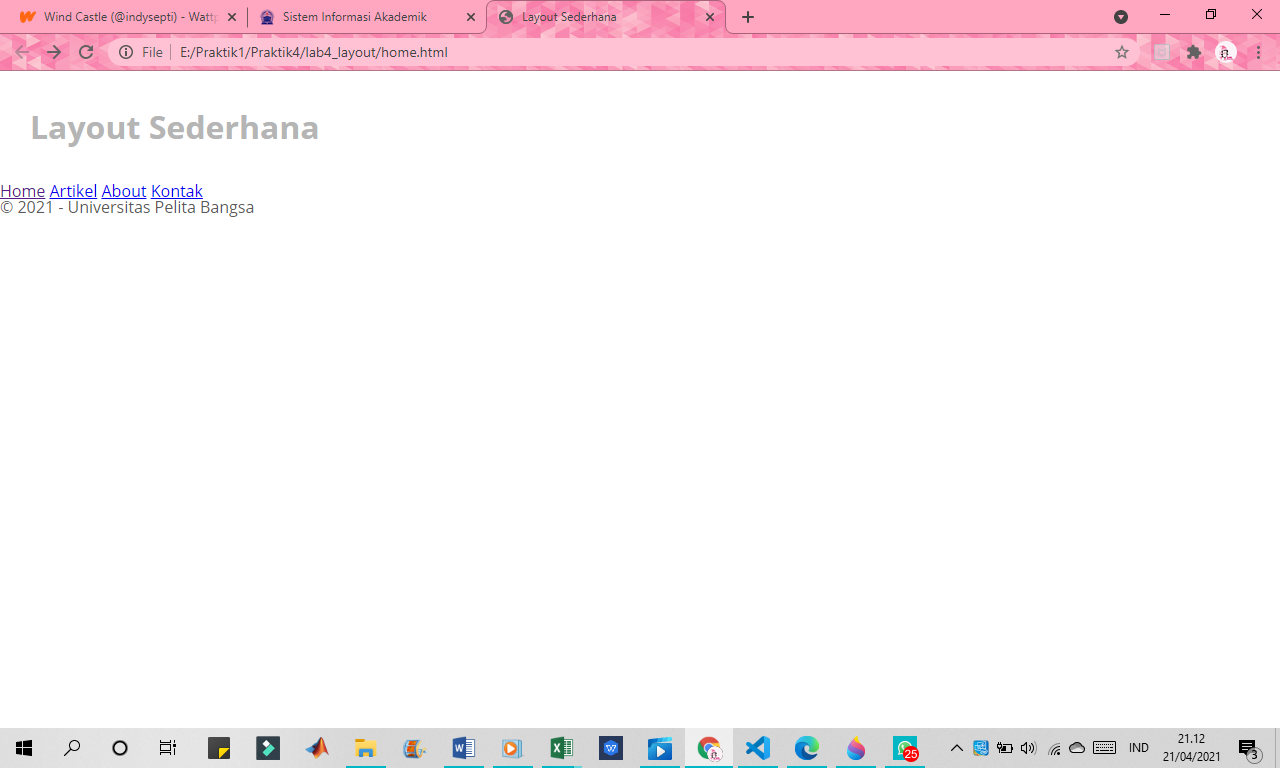 Wind Castle (@indysepti) - Wattp
Sistem Informasi Akademik
Layout Sederhana
File
E:/Praktik1/Praktik4/lab4_layout/home.html
Layout Sederhana
Home Artikel About Kontak
© 2021 - Universitas Pelita Bangsa
25
IND
21.12
21/04/2021
3